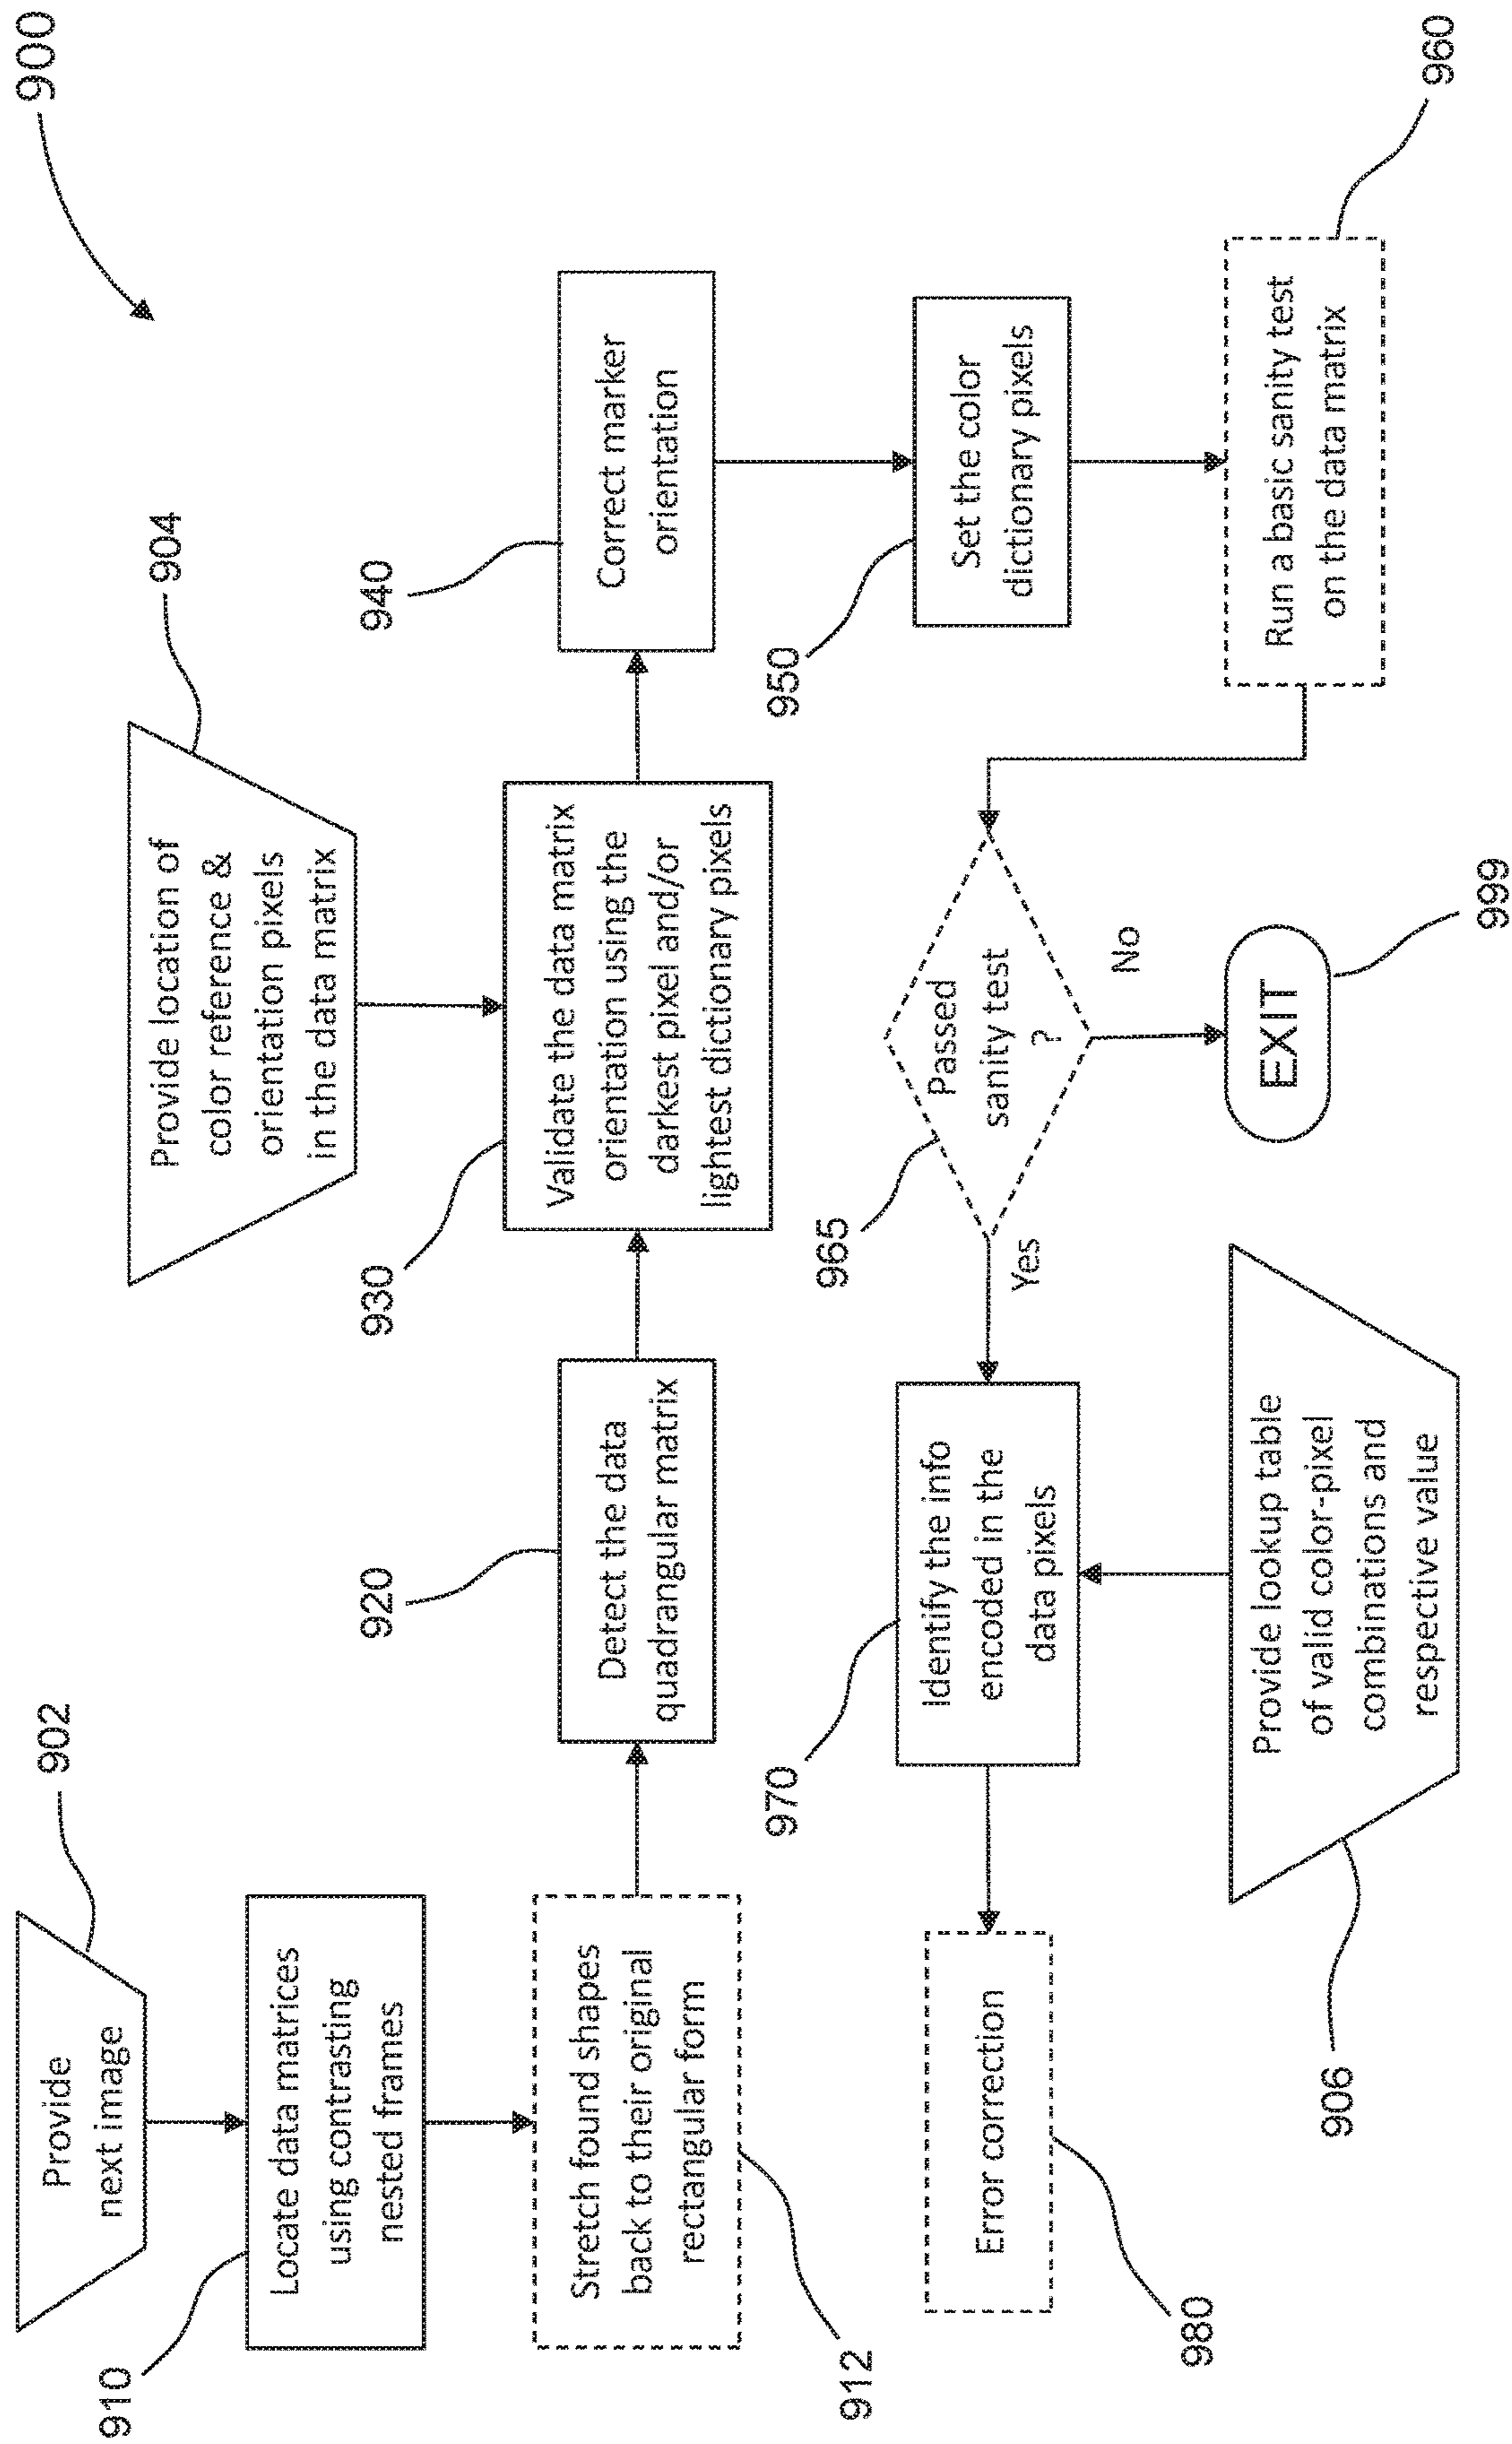 900
902
Provide
next image
910
Locate data matrices
using contrasting
nested frames
912
Stretch found shapes
back to their original
rectangular form
920
Detect the data
quadrangular matrix
904
Provide location of
color reference &
orientation pixels
in the data matrix
930
Validate the data matrix
orientation using the
darkest pixel and/or
lightest dictionary pixels
940
Correct marker
orientation
950
Set the color
dictionary pixels
960
Run a basic sanity test
on the data matrix
965
Passed
sanity test
?
No
Yes
EXIT
999
970
Identify the info
encoded in the
data pixels
906
Provide lookup table
of valid color-pixel
combinations and
respective value
980
Error correction